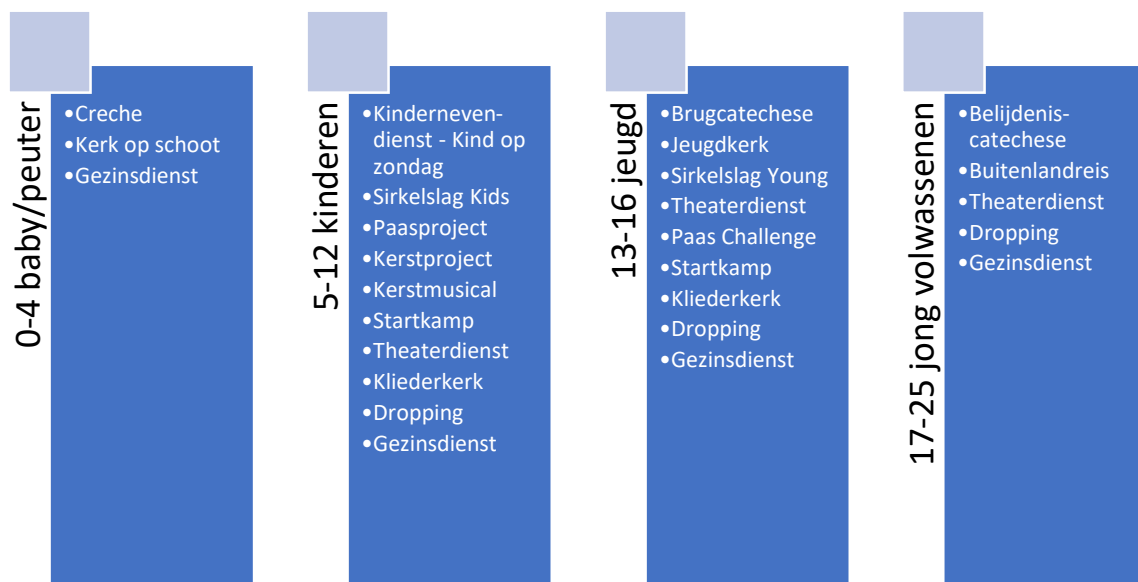 0-4 baby/peuter
•Creche
•Kerk op schoot
•Gezinsdienst
5-12 kinderen
•Kinderneven-
dienst - Kind op
zondag
•Sirkelslag Kids
•Paasproject
•Kerstproject
•Kerstmusical
•Startkamp
•Theaterdienst
•Kliederkerk
•Dropping
•Gezinsdienst
13-16 jeugd
•Brugcatechese
•Jeugdkerk
•Sirkelslag Young
•Theaterdienst
•Paas Challenge
•Startkamp
•Kliederkerk
•Dropping
•Gezinsdienst
17-25 jong volwassenen
•Belijdenis-
catechese
•Buitenlandreis
•Theaterdienst
•Dropping
•Gezinsdienst